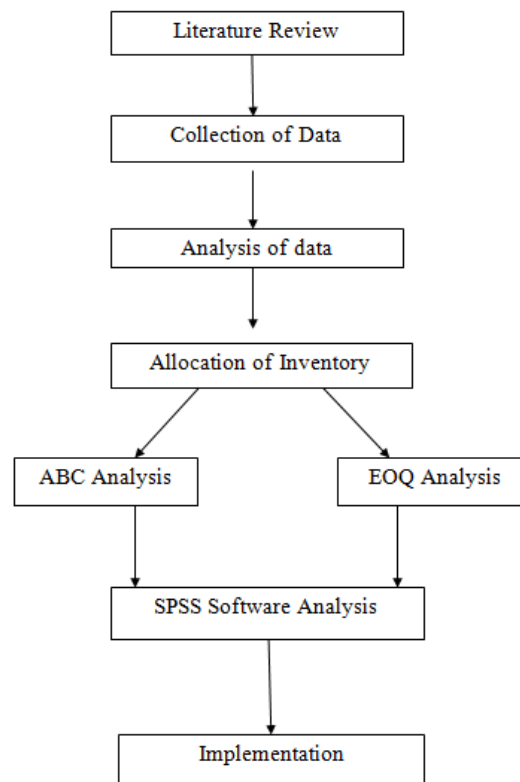 Literature Review
Collection of Data
Analysis of data
Allocation of Inventory
ABC Analysis
EOQ Analysis
SPSS Software Analysis
Implementation